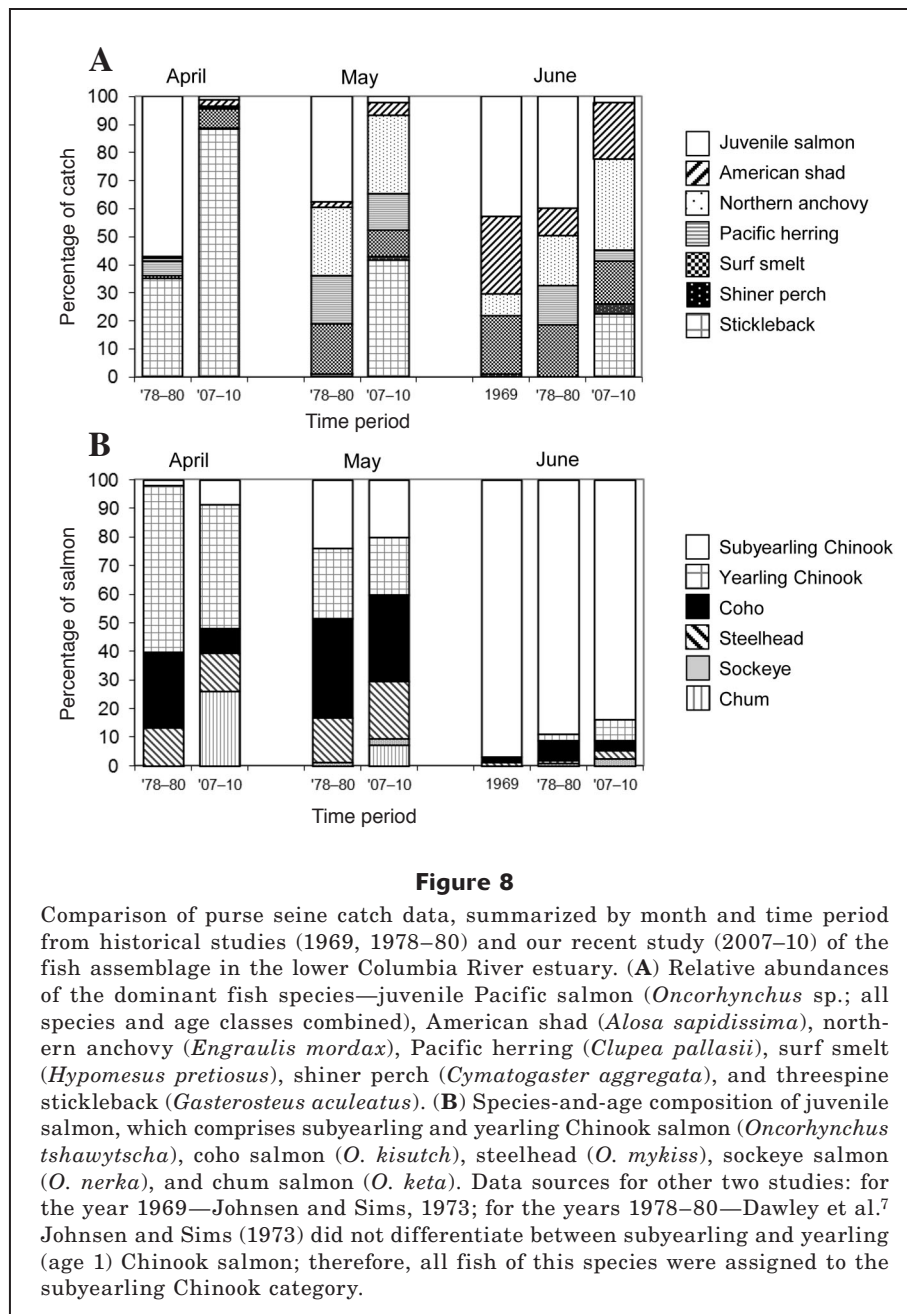 A
April May June
100
90
80
70
60
50
40
30
20
10
0
Percentage of catch
'78–80 '07–10 '78–80 '07–10 1969 '78–80 '07–10
Time period
Juvenile salmon
American shad
Northern anchovy
Pacific herring
Surf smelt
Shiner perch
Stickleback
B
April May June
100
90
80
70
60
50
40
30
20
10
0
Percentage of salmon
'78–80 '07–10 '78–80 '07–10 1969 '78–80 '07–10
Time period
Subyearling Chinook
Yearling Chinook
Coho
Steelhead
Sockeye
Chum
Figure 8
Comparison of purse seine catch data, summarized by month and time period
from historical studies (1969, 1978–80) and our recent study (2007–10) of the
fish assemblage in the lower Columbia River estuary. (A) Relative abundances
of the dominant fish species—juvenile Pacific salmon (Oncorhynchus sp.; all
species and age classes combined), American shad (Alosa sapidissima), north-
ern anchovy (Engraulis mordax), Pacific herring (Clupea pallasii), surf smelt
(Hypomesus pretiosus), shiner perch (Cymatogaster aggregata), and threespine
stickleback (Gasterosteus aculeatus). (B) Species-and-age composition of juvenile
salmon, which comprises subyearling and yearling Chinook salmon (Oncorhynchus
tshawytscha), coho salmon (O. kisutch), steelhead (O. mykiss), sockeye salmon
(O. nerka), and chum salmon (O. keta). Data sources for other two studies: for
the year 1969—Johnsen and Sims, 1973; for the years 1978–80—Dawley et al.⁷
Johnsen and Sims (1973) did not differentiate between subyearling and yearling
(age 1) Chinook salmon; therefore, all fish of this species were assigned to the
subyearling Chinook category.